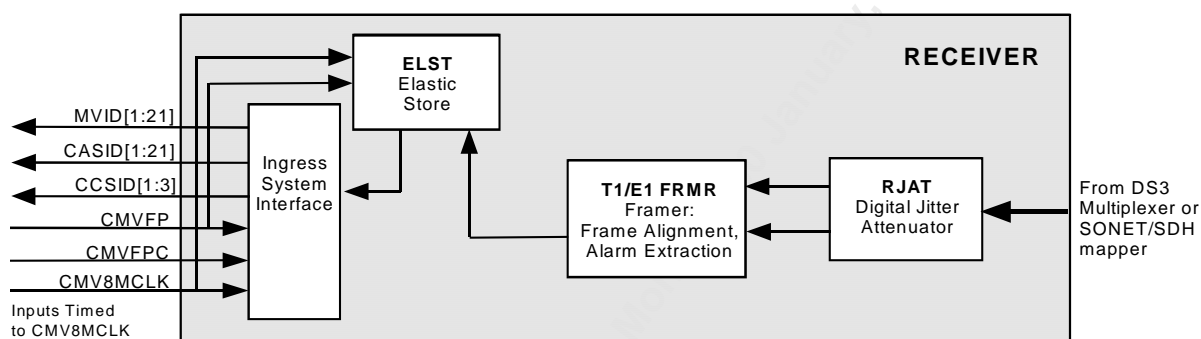 RECEIVER
ELST
Elastic
Store
MVID[1:21]
CASID[1:21]
CCSID[1:3]
CMVFP
CMVFPC
CMV8MCLK
Inputs Timed
to CMV8MCLK
Ingress
System
Interface
T1/E1 FRMR
Framer:
Frame Alignment,
Alarm Extraction
RJAT
Digital Jitter
Attenuator
From DS3
Multiplexer or
SONET/SDH
mapper
January,